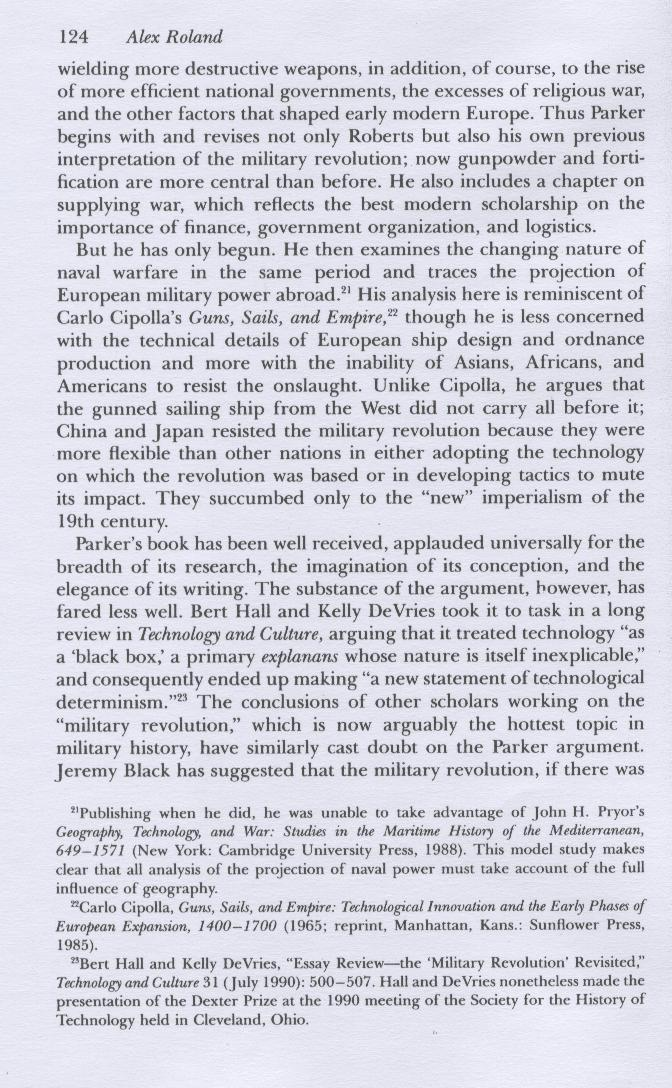 124 Alex Roland
wielding more destructive weapons, in addition, of course, to the rise
of more efficient national governments, the excesses of religious war,
and the other factors that shaped early modern Europe. Thus Parker
begins with and revises not only Roberts but also his own previous
interpretation of the military revolution; now gunpowder and forti-
fication are more central than before. He also includes a chapter on
supplying war, which reflects the best modern scholarship on the
importance of finance, government organization, and logistics.
But he has only begun. He then examines the changing nature of
naval warfare in the same period and traces the projection of
European military power abroad.²¹ His analysis here is reminiscent of
Carlo Cipolla's Guns, Sails, and Empire,²² though he is less concerned
with the technical details of European ship design and ordnance
production and more with the inability of Asians, Africans, and
Americans to resist the onslaught. Unlike Cipolla, he argues that
the gunned sailing ship from the West did not carry all before it;
China and Japan resisted the military revolution because they were
more flexible than other nations in either adopting the technology
on which the revolution was based or in developing tactics to mute
its impact. They succumbed only to the “new” imperialism of the
19th century.
Parker's book has been well received, applauded universally for the
breadth of its research, the imagination of its conception, and the
elegance of its writing. The substance of the argument, however, has
fared less well. Bert Hall and Kelly DeVries took it to task in a long
review in Technology and Culture, arguing that it treated technology “as
a ‘black box,’ a primary explanans whose nature is itself inexplicable,”
and consequently ended up making “a new statement of technological
determinism.”²³ The conclusions of other scholars working on the
“military revolution,” which is now arguably the hottest topic in
military history, have similarly cast doubt on the Parker argument.
Jeremy Black has suggested that the military revolution, if there was
²¹Publishing when he did, he was unable to take advantage of John H. Pryor's
Geography, Technology, and War: Studies in the Maritime History of the Mediterranean,
649–1571 (New York: Cambridge University Press, 1988). This model study makes
clear that all analysis of the projection of naval power must take account of the full
influence of geography.
²²Carlo Cipolla, Guns, Sails, and Empire: Technological Innovation and the Early Phases of
European Expansion, 1400–1700 (1965; reprint, Manhattan, Kans.: Sunflower Press,
1985).
²³Bert Hall and Kelly DeVries, “Essay Review—the ‘Military Revolution’ Revisited,”
Technology and Culture 31 (July 1990): 500–507. Hall and DeVries nonetheless made the
presentation of the Dexter Prize at the 1990 meeting of the Society for the History of
Technology held in Cleveland, Ohio.